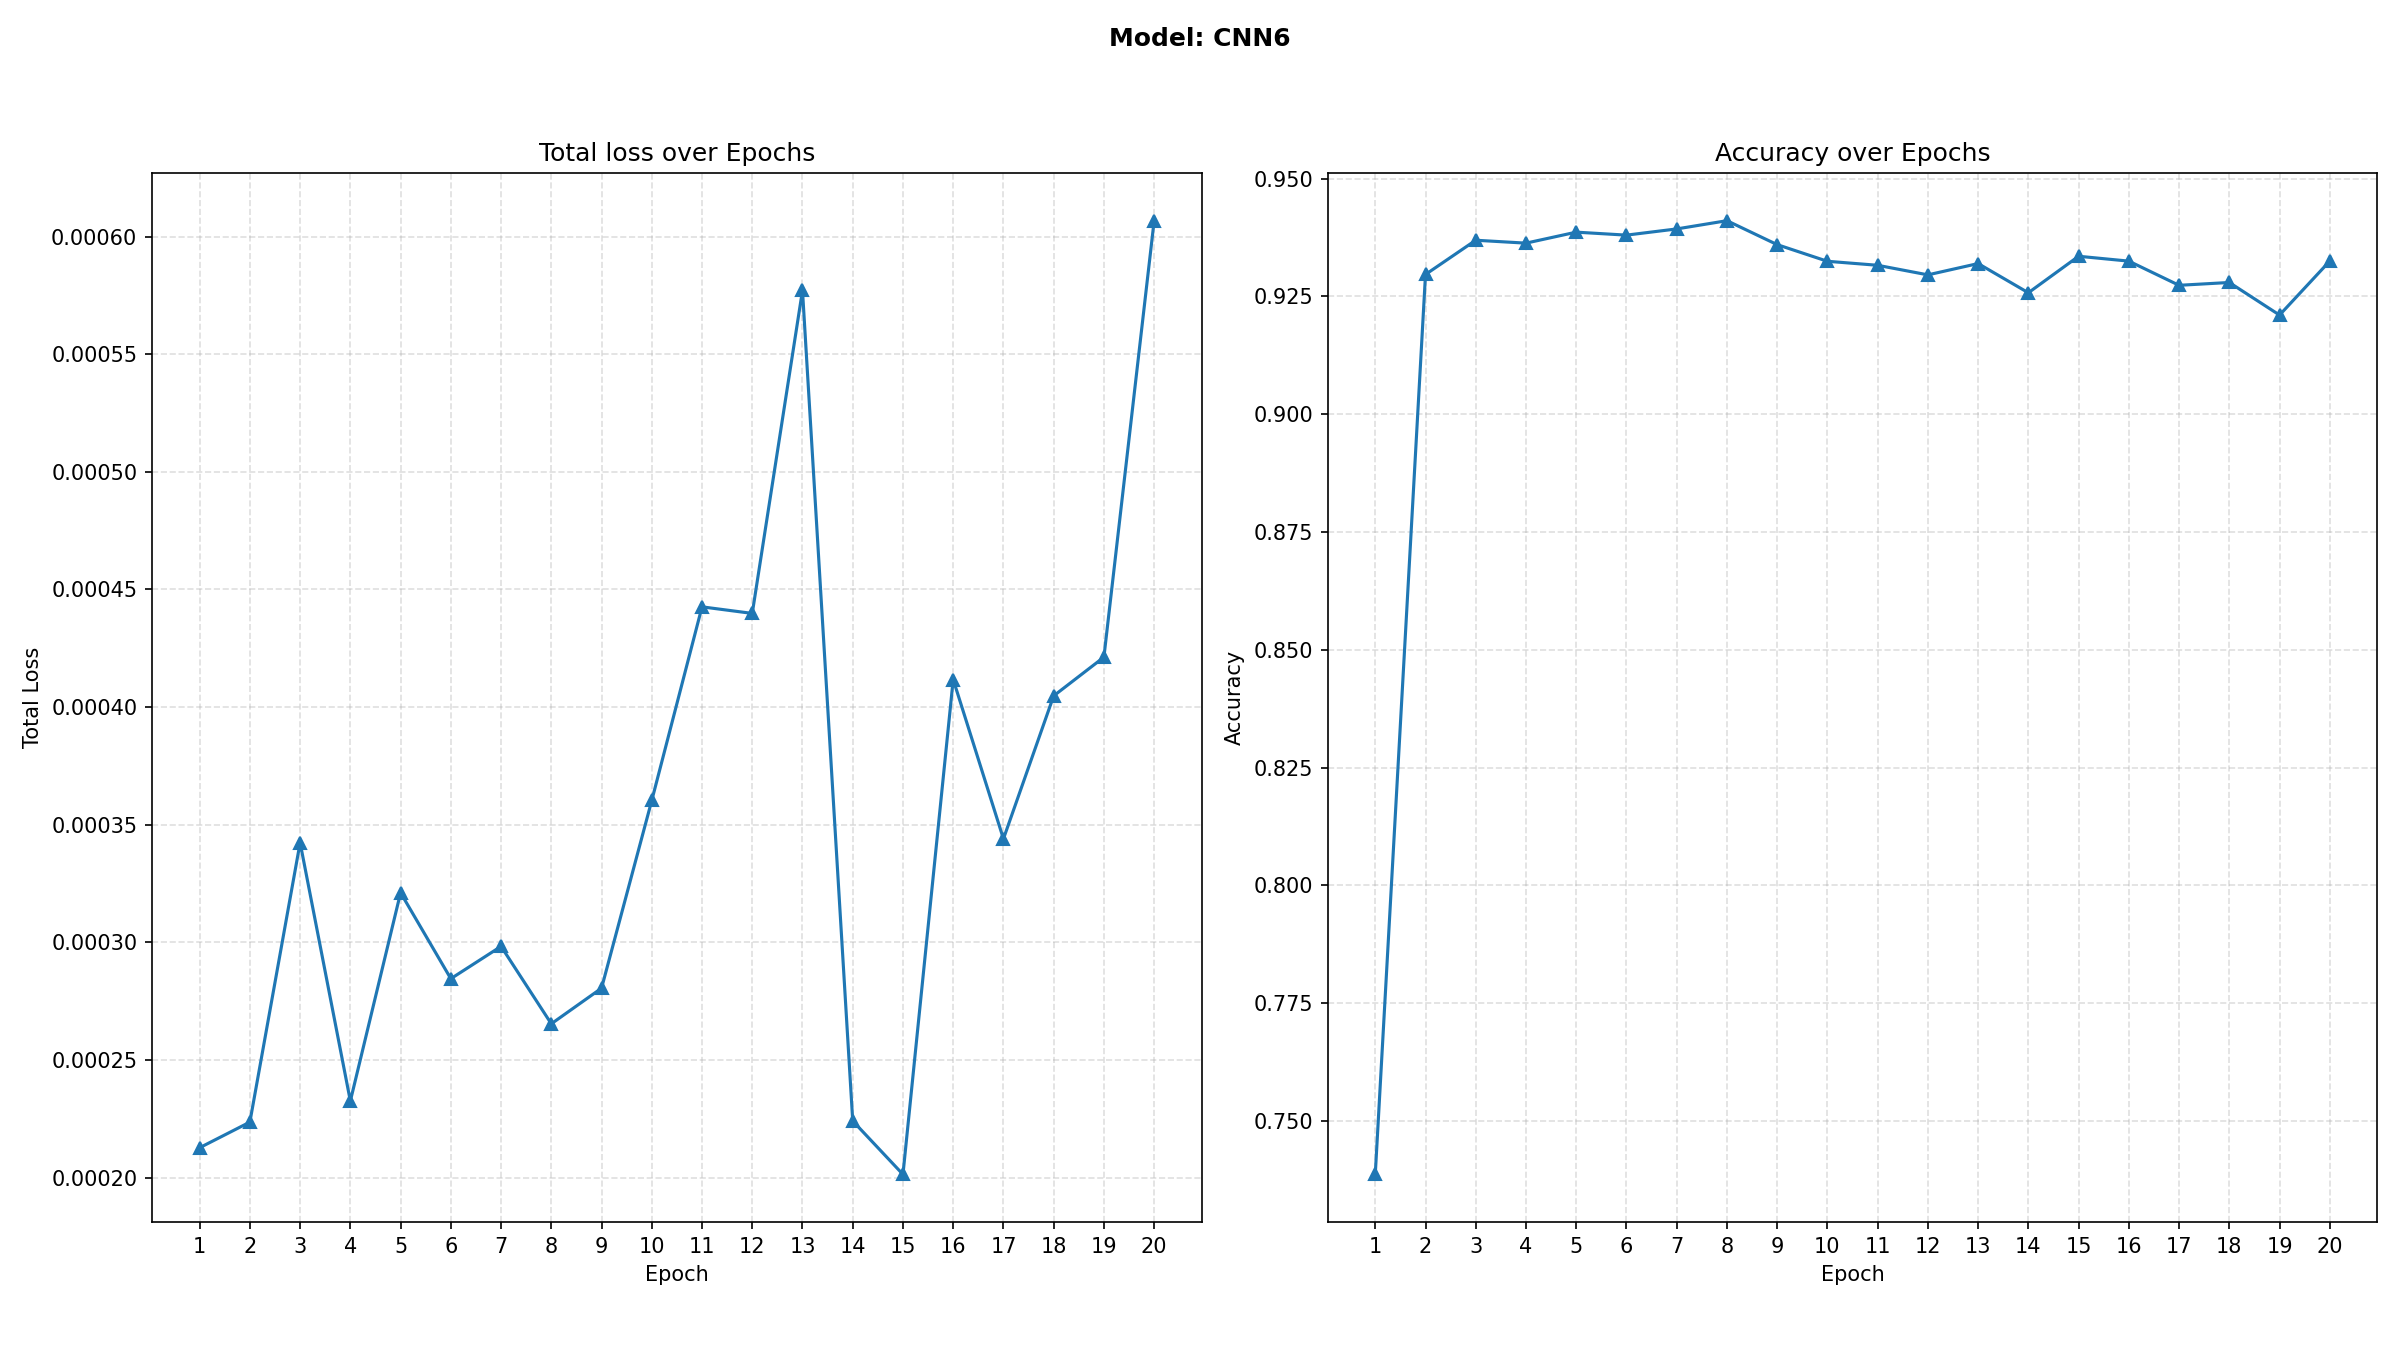 Model: CNN6
Total loss over Epochs
0.00060
0.00055
0.00050
0.00045
0.00040
0.00035
0.00030
0.00025
0.00020
Total Loss
1 2 3 4 5 6 7 8 9 10 11 12 13 14 15 16 17 18 19 20
Epoch
Accuracy over Epochs
0.950
0.925
0.900
0.875
0.850
0.825
0.800
0.775
0.750
Accuracy
1 2 3 4 5 6 7 8 9 10 11 12 13 14 15 16 17 18 19 20
Epoch